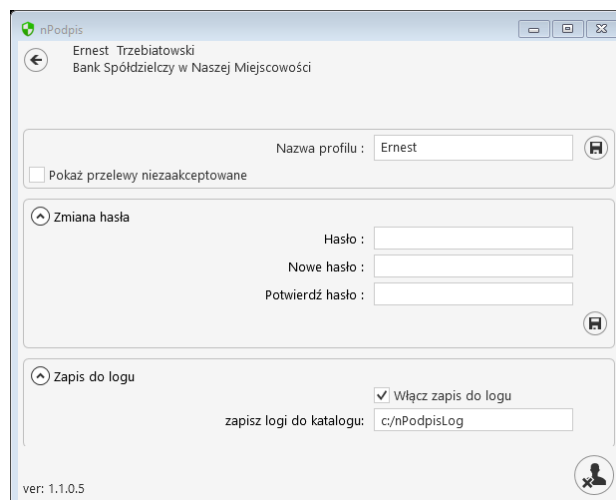 nPodpis
Ernest Trzebiatowski
Bank Spółdzielczy w Naszej Miejscowości
Nazwa profilu : Ernest
Pokaż przelewy niezaakceptowane
Zmiana hasła
Hasło :
Nowe hasło :
Potwierdź hasło :
Zapis do logu
Włącz zapis do logu
zapisz logi do katalogu: c:/nPodpisLog
ver: 1.1.0.5